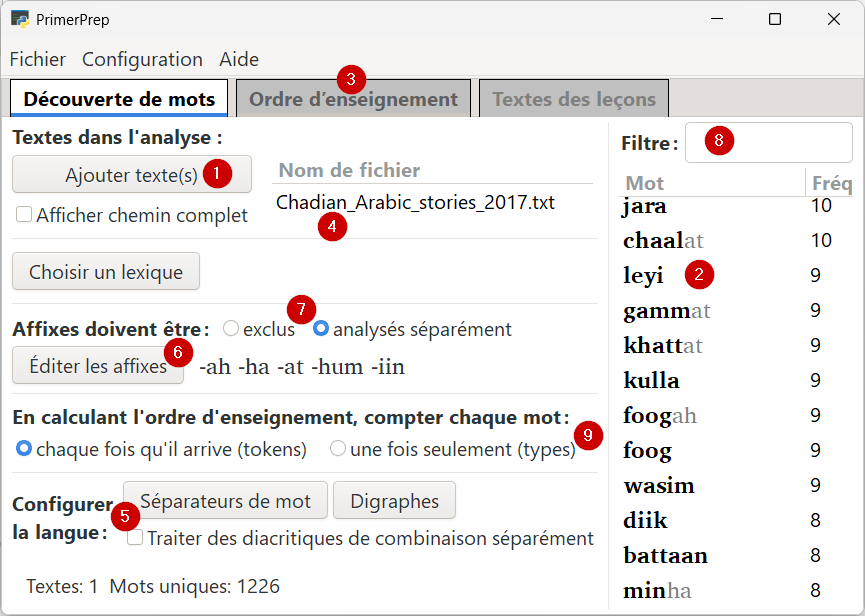 PrimerPrep
Fichier Configuration Aide
3
Découverte de mots Ordre d’enseignement Textes des leçons
Textes dans l'analyse :
Ajouter texte(s) 1
Nom de fichier
Chadian_Arabic_stories_2017.txt
4
Afficher chemin complet
Choisir un lexique
7
Affixes doivent être : exclus analysés séparément
6
Éditer les affixes -ah -ha -at -hum -iin
En calculant l'ordre d'enseignement, compter chaque mot :
9
chaque fois qu'il arrive (tokens) une fois seulement (types)
Configurer la langue :
5
Séparateurs de mot Digraphes
Traiter des diacritiques de combinaison séparément
Textes: 1 Mots uniques: 1226
Filtre : 8
Mot Fréq
jara 10
chaalat 10
leyi 2 9
gammat 9
khattat 9
kulla 9
foogah 9
foog 9
wasim 9
diik 8
battaan 8
minha 8